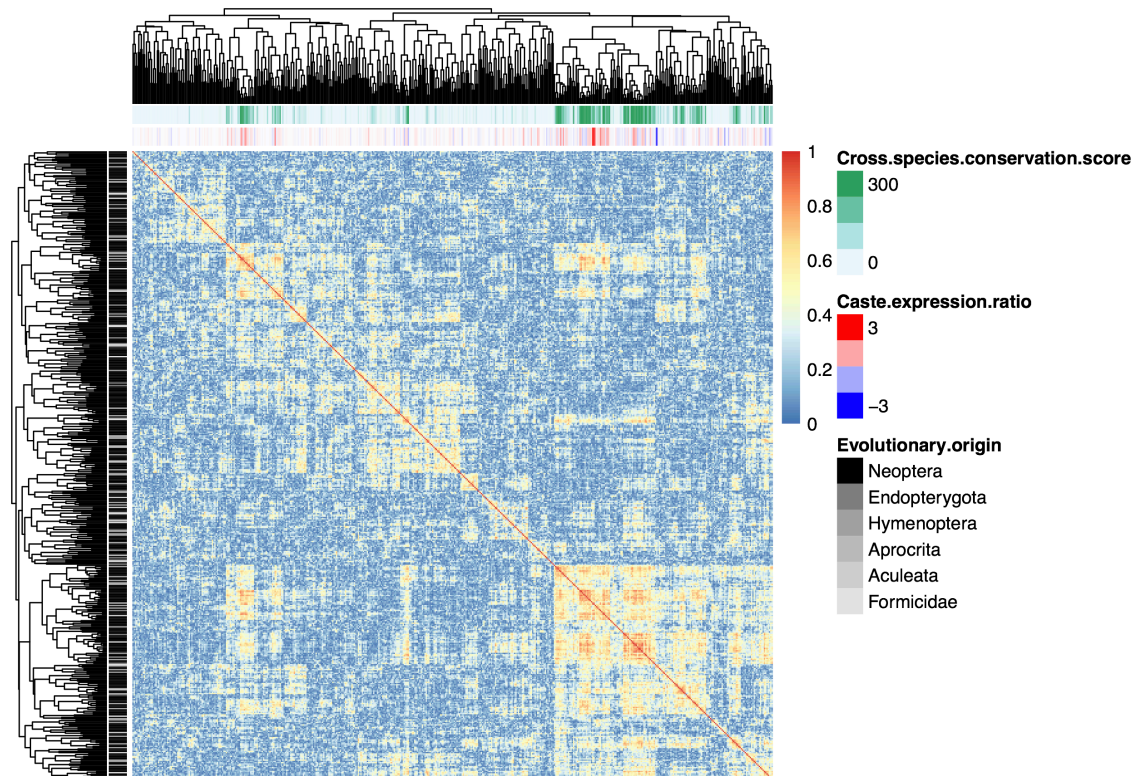 1
0.8
0.6
0.4
0.2
0
Cross.species.conservation.score
300
0
Caste.expression.ratio
3
−3
Evolutionary.origin
Neoptera
Endopterygota
Hymenoptera
Aprocrita
Aculeata
Formicidae